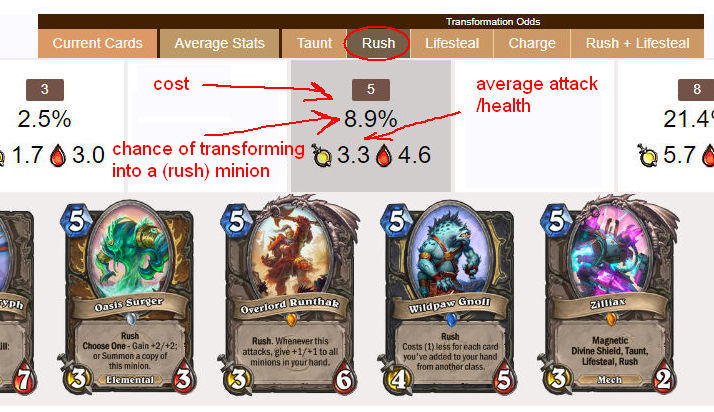 Transformation Odds
Current Cards Average Stats Taunt Rush Lifesteal Charge Rush + Lifesteal
3 cost 5 average attack 8
2.5% 8.9% /health 21.4
1.7 3.0 chance of transforming 3.3 4.6 5.7
into a (rush) minion
5 5 5 5
Oasis Surger Overlord Runthak Wildpaw Gnoll Zilliax
Rush
Choose One - Gain +2/+2;
or Summon a copy of
this minion.
Elemental
3 3
Rush. Whenever this
attacks, give +1/+1 to all
minions in your hand.
3 6
Rush
Costs (1) less for each card
you've added to your hand
from another class.
4 5
Magnetic
Divine Shield, Taunt,
Lifesteal, Rush
Mech
3 2
7